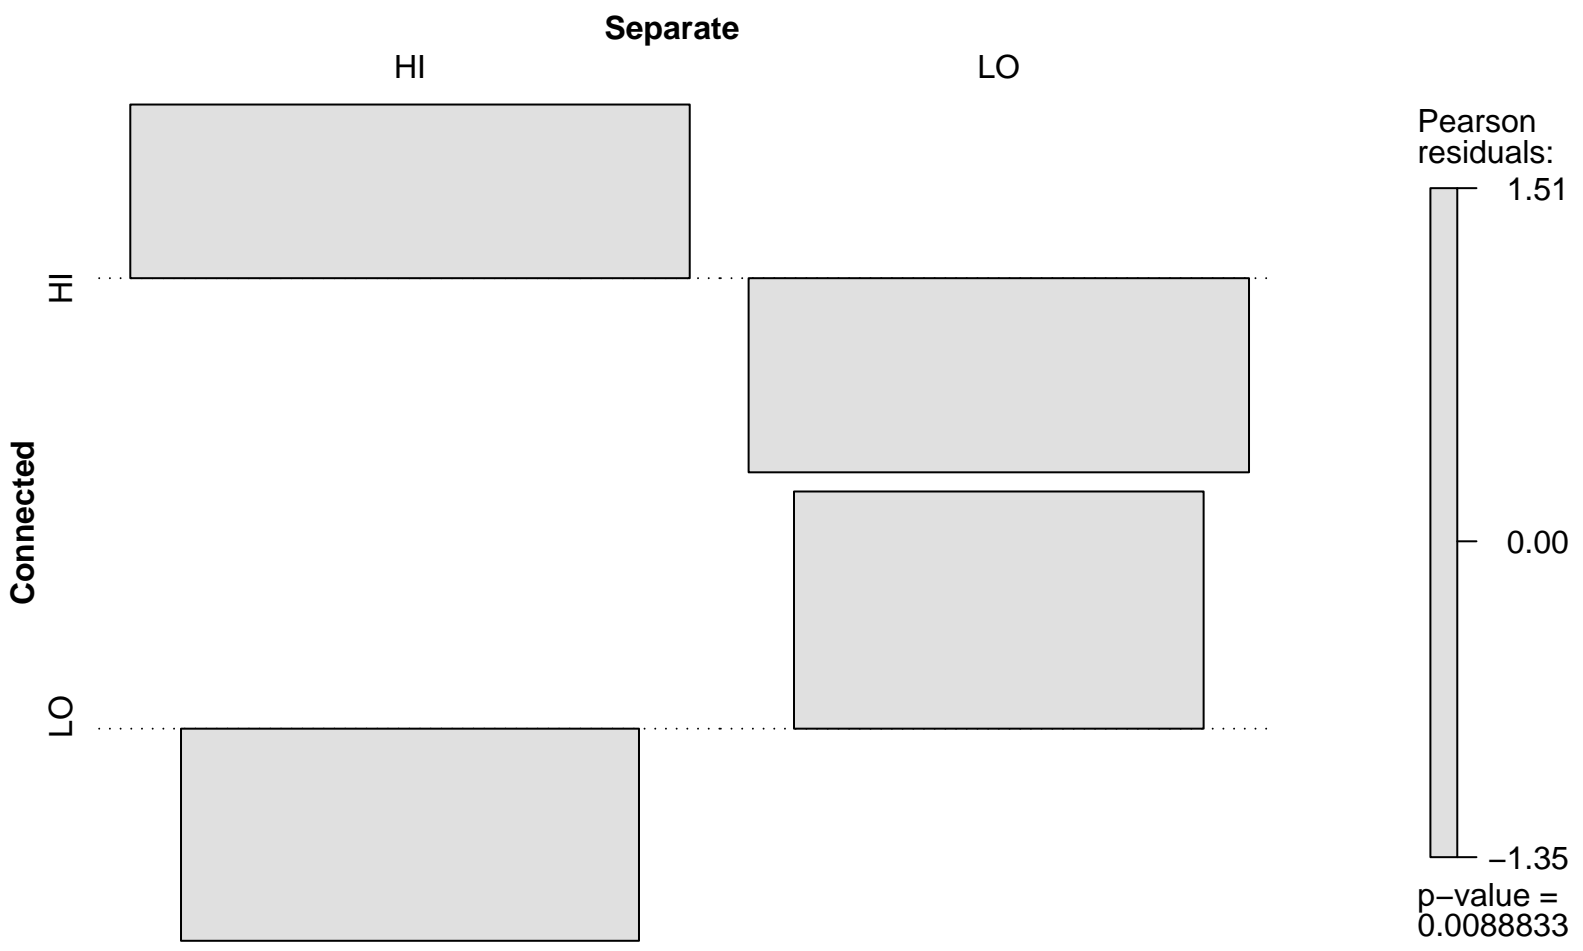 Separate
HI
LO
HI
Connected
LO
Pearson
residuals:
1.51
0.00
−1.35
p−value =
0.0088833